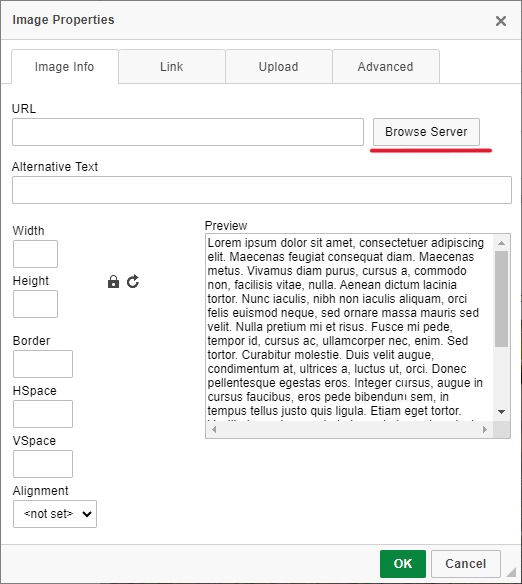 Image Properties
Image Info
Link
Upload
Advanced
URL
Browse Server
Alternative Text
Width
Height
Border
HSpace
VSpace
Alignment
<not set>
Preview
Lorem ipsum dolor sit amet, consectetuer adipiscing
elit. Maecenas feugiat consequat diam. Maecenas
metus. Vivamus diam purus, cursus a, commodo
non, facilisis vitae, nulla. Aenean dictum lacinia
tortor. Nunc iaculis, nibh non iaculis aliquam, orci
felis euismod neque, sed ornare massa mauris sed
velit. Nulla pretium mi et risus. Fusce mi pede,
tempor id, cursus ac, ullamcorper nec, enim. Sed
tortor. Curabitur molestie. Duis velit augue,
condimentum at, ultrices a, luctus ut, orci. Donec
pellentesque egestas eros. Integer cursus, augue in
cursus faucibus, eros pede bibendum sem, in
tempus tellus justo quis ligula. Etiam eget tortor.
OK
Cancel